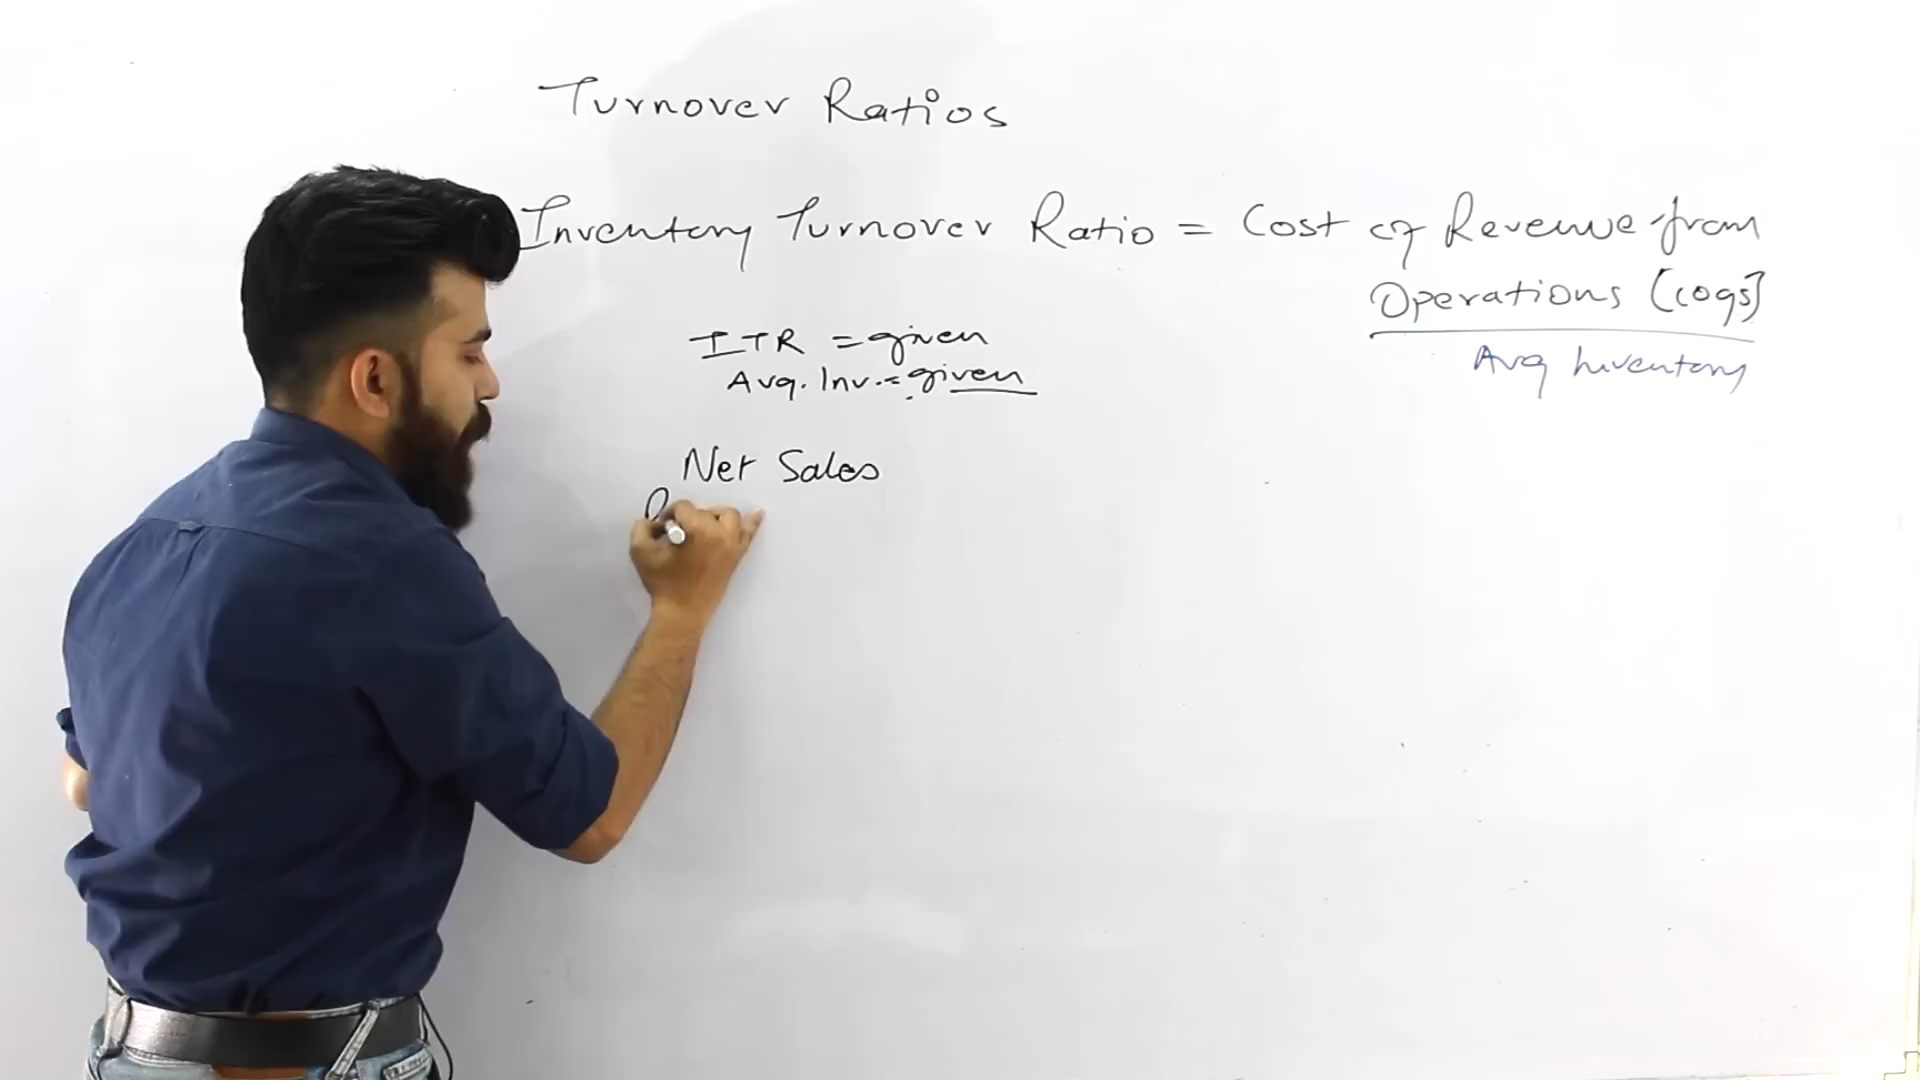 Turnover Ratios
Inventory Turnover Ratio = Cost of Revenue from
Operations [cogs]
Avg Inventory
ITR = given
Avg. Inv. = given
Net Sales